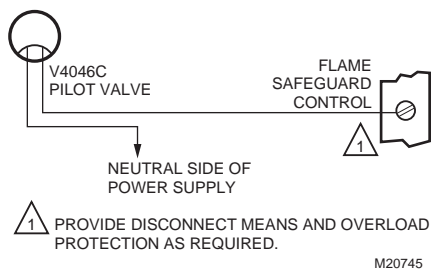 V4046C
PILOT VALVE
FLAME
SAFEGUARD
CONTROL
1
NEUTRAL SIDE OF
POWER SUPPLY
1 PROVIDE DISCONNECT MEANS AND OVERLOAD
PROTECTION AS REQUIRED.
M20745